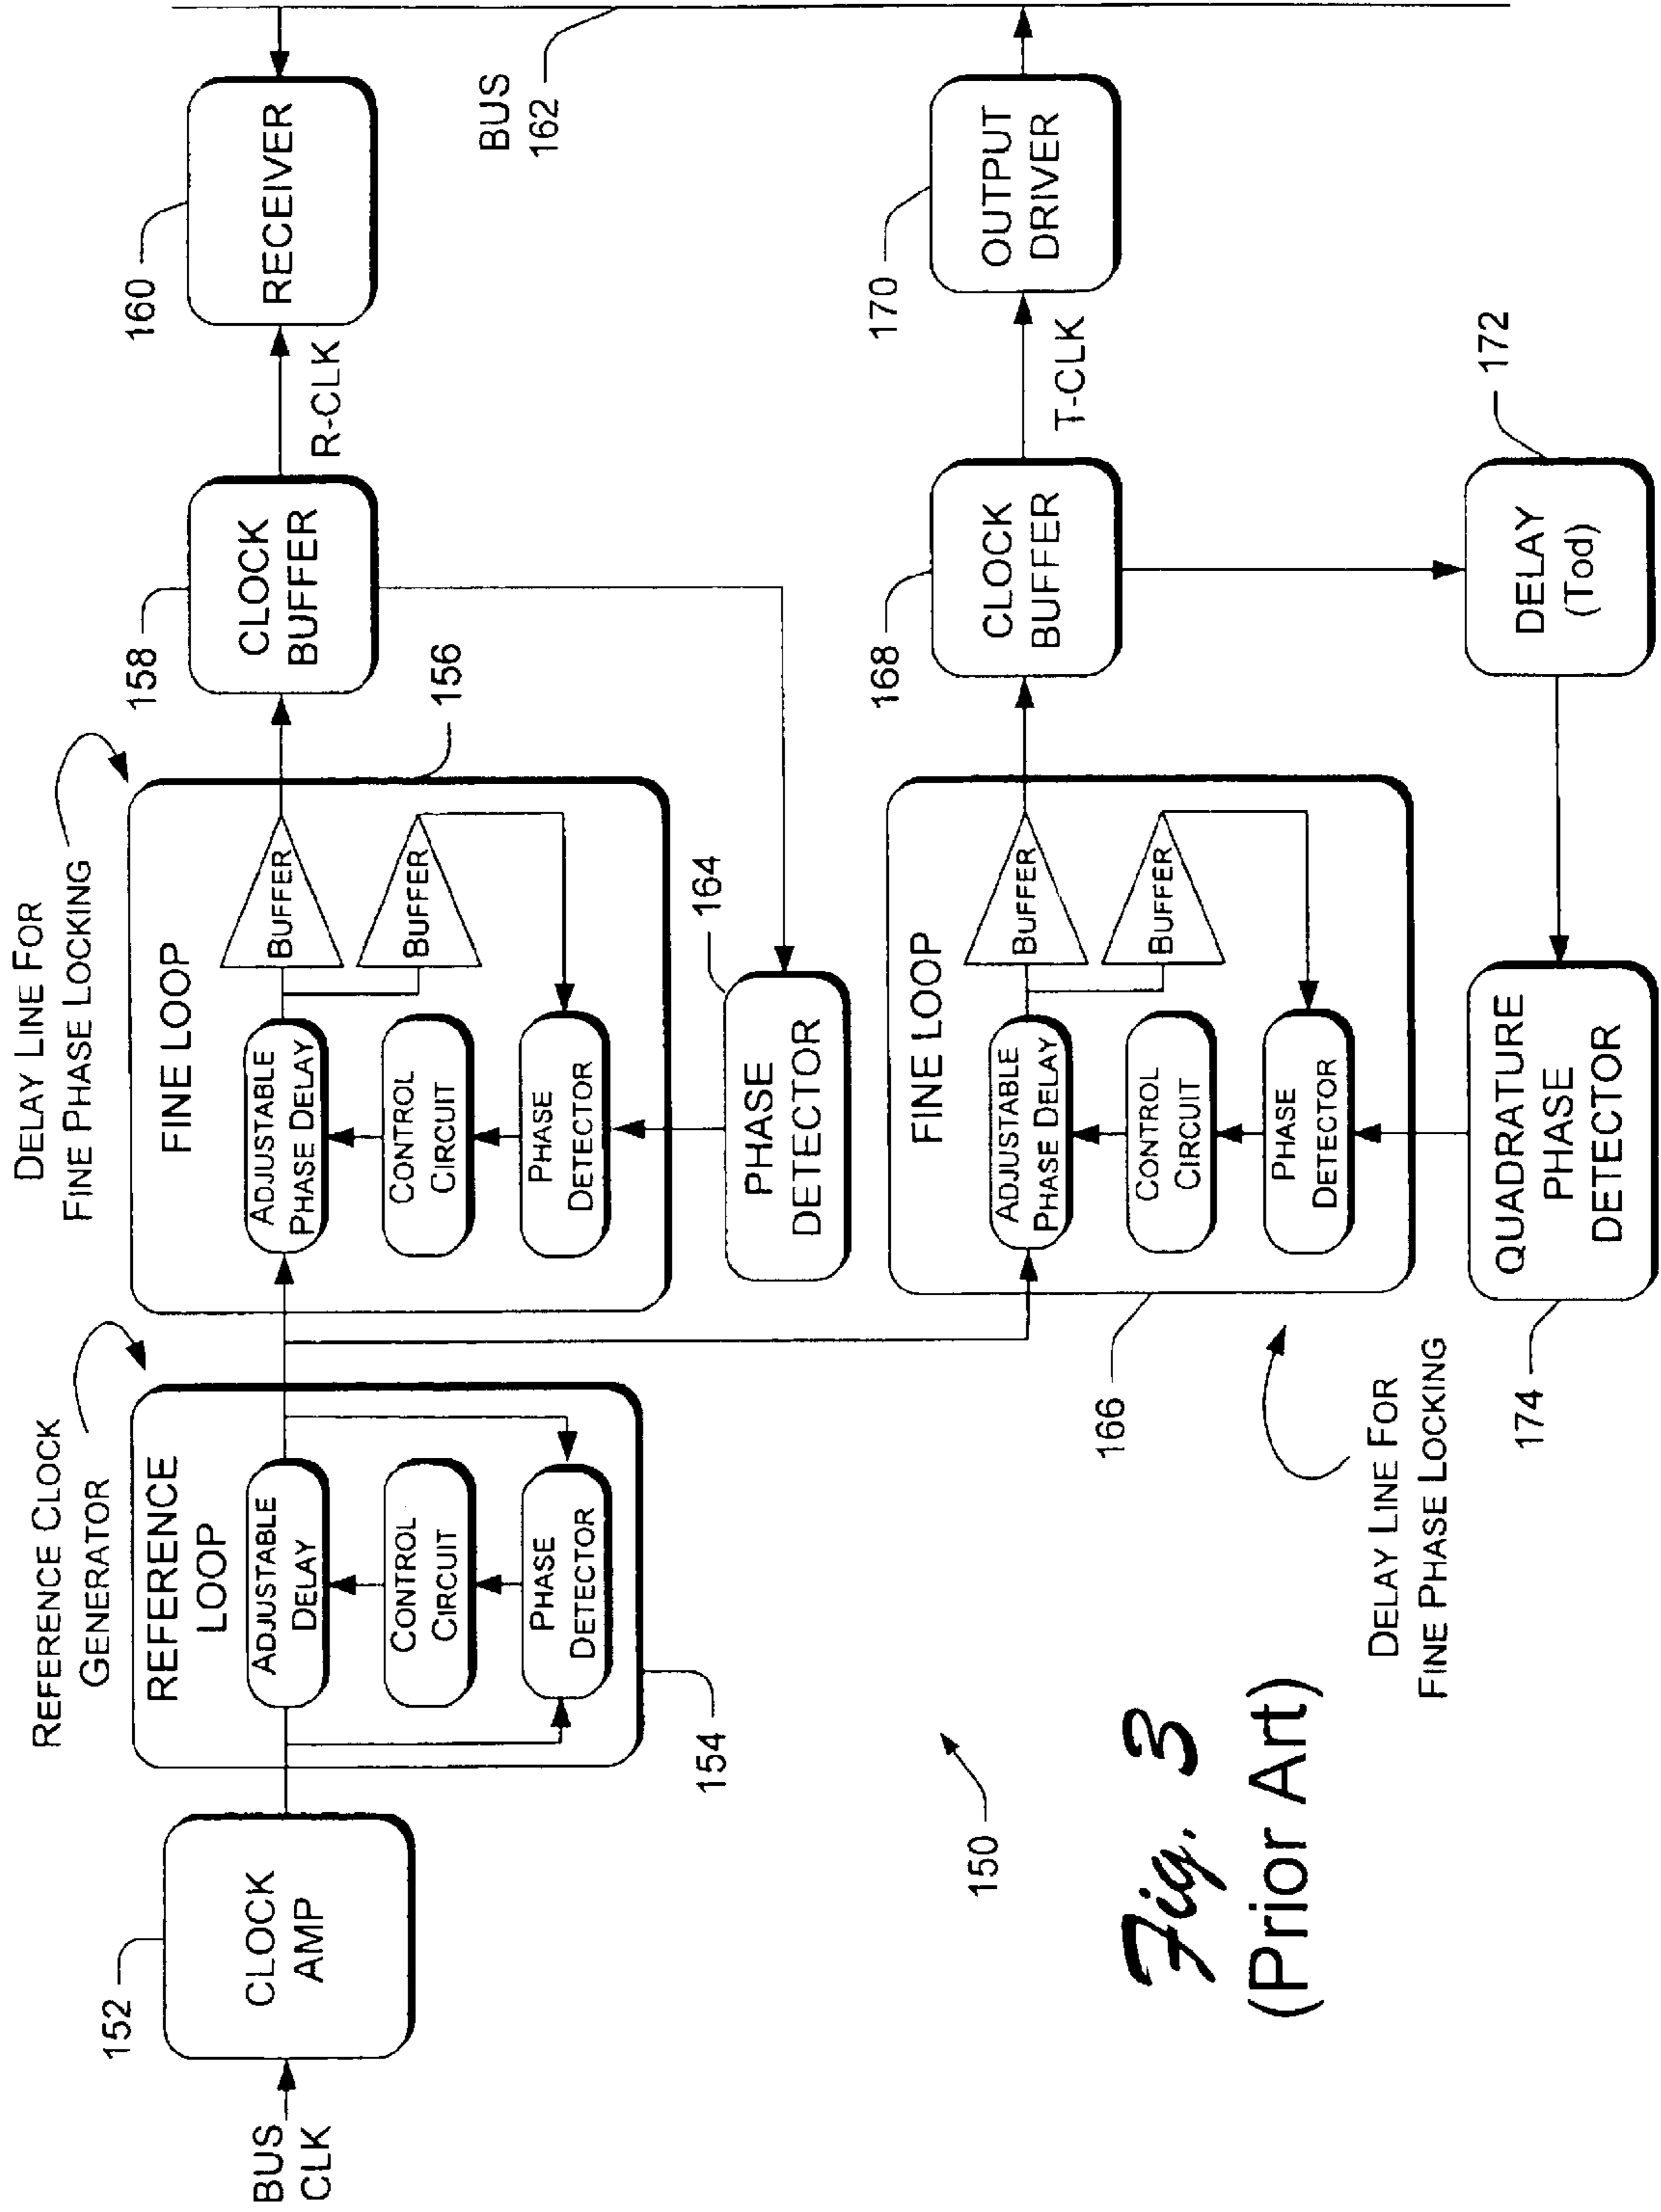 BUS
CLK
152
CLOCK
AMP
REFERENCE CLOCK
GENERATOR
REFERENCE
LOOP
ADJUSTABLE
DELAY
CONTROL
CIRCUIT
PHASE
DETECTOR
154
DELAY LINE FOR
FINE PHASE LOCKING
FINE LOOP
ADJUSTABLE
PHASE DELAY
CONTROL
CIRCUIT
PHASE
DETECTOR
BUFFER
BUFFER
156
158
CLOCK
BUFFER
R-CLK
160
RECEIVER
BUS
162
164
PHASE
DETECTOR
FINE LOOP
ADJUSTABLE
PHASE DELAY
CONTROL
CIRCUIT
PHASE
DETECTOR
BUFFER
BUFFER
166
DELAY LINE FOR
FINE PHASE LOCKING
168
CLOCK
BUFFER
T-CLK
170
OUTPUT
DRIVER
172
DELAY
(Tod)
174
QUADRATURE
PHASE
DETECTOR
150
Fig. 3
(Prior Art)